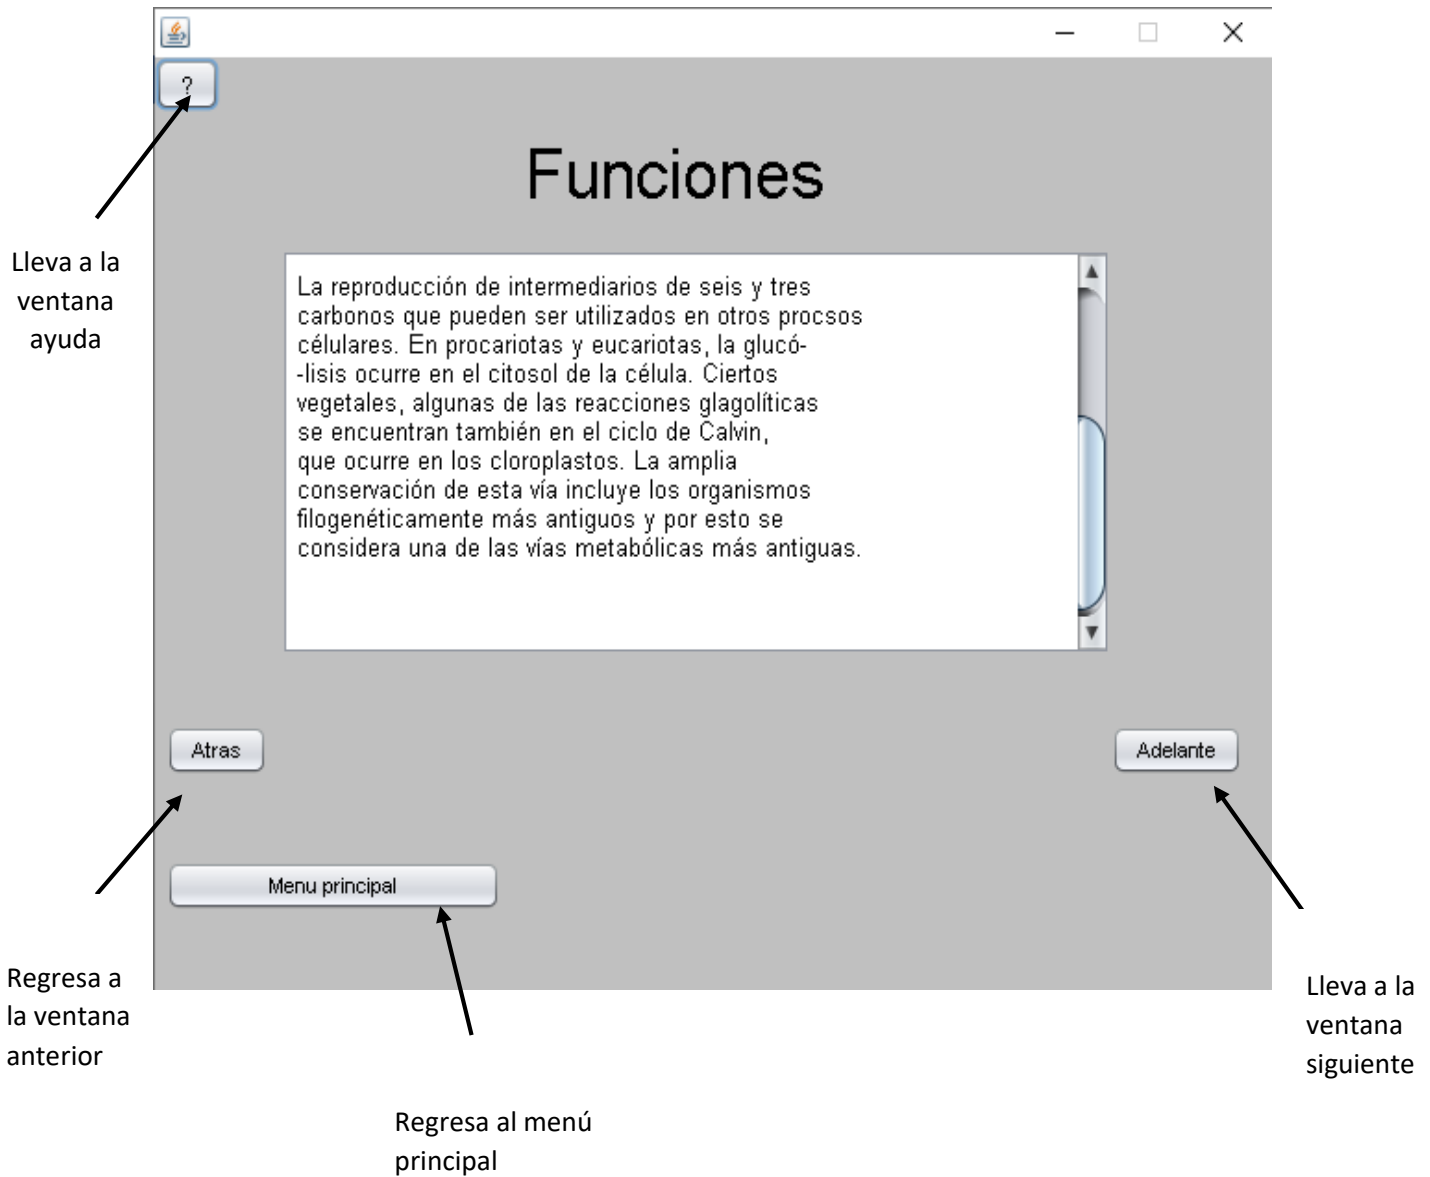 ?
Funciones
Lleva a la
ventana
ayuda
La reproducción de intermediarios de seis y tres
carbonos que pueden ser utilizados en otros procsos
célulares. En procariotas y eucariotas, la glucó-
-lisis ocurre en el citosol de la célula. Ciertos
vegetales, algunas de las reacciones glagolíticas
se encuentran también en el ciclo de Calvin,
que ocurre en los cloroplastos. La amplia
conservación de esta vía incluye los organismos
filogenéticamente más antiguos y por esto se
considera una de las vías metabólicas más antiguas.
Atras
Adelante
Menu principal
Regresa a
la ventana
anterior
Lleva a la
ventana
siguiente
Regresa al menú
principal